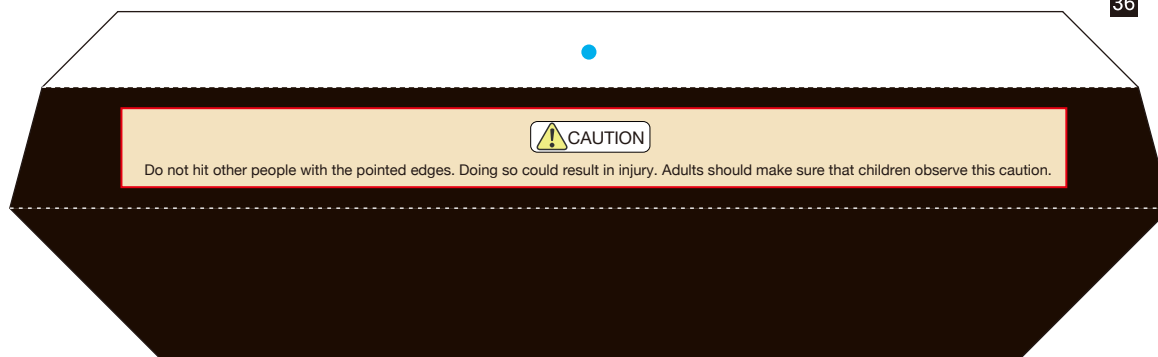 36
CAUTION
Do not hit other people with the pointed edges. Doing so could result in injury. Adults should make sure that children observe this caution.